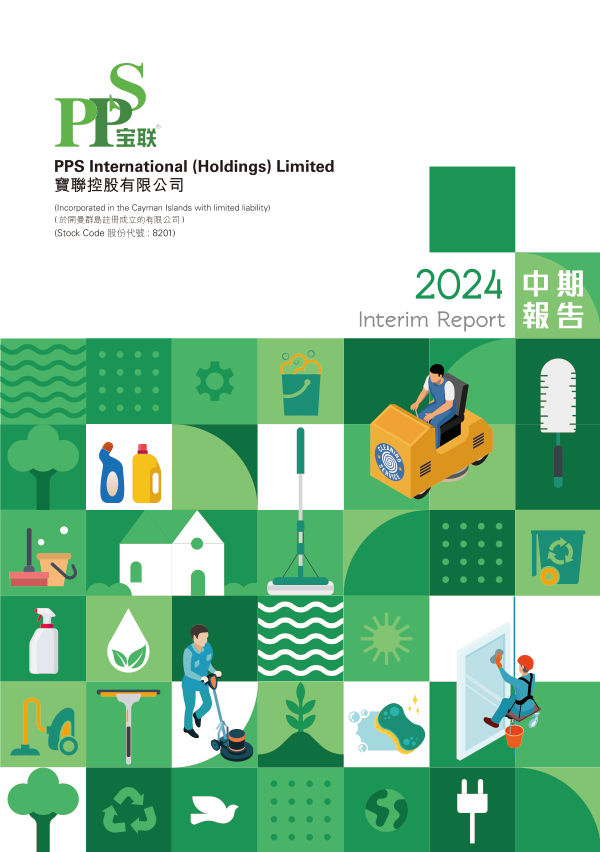 PPS
宝联®
PPS International (Holdings) Limited
寶聯控股有限公司
(Incorporated in the Cayman Islands with limited liability)
(於開曼群島註冊成立的有限公司)
(Stock Code 股份代號 : 8201)
2024 中期
Interim Report 報告
CLEANING
SERVICE